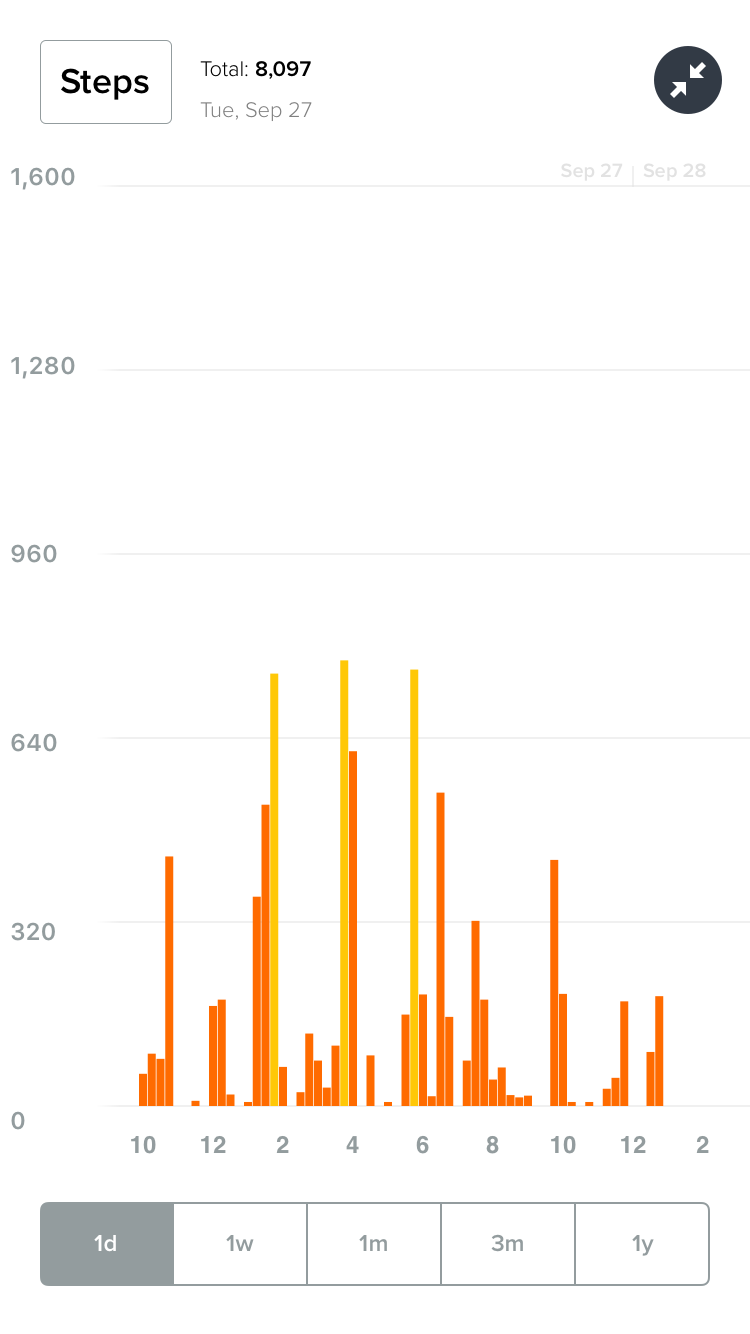 Steps
Total: 8,097
Tue, Sep 27
Sep 27 | Sep 28
1,600
1,280
960
640
320
0
10 12 2 4 6 8 10 12 2
1d 1w 1m 3m 1y